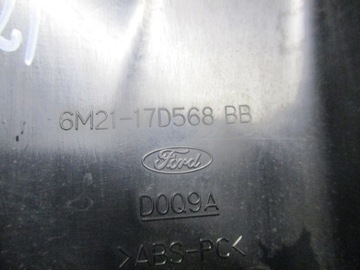 6M21-17D568 BB
Ford
D0Q9A
>ABS-PC<